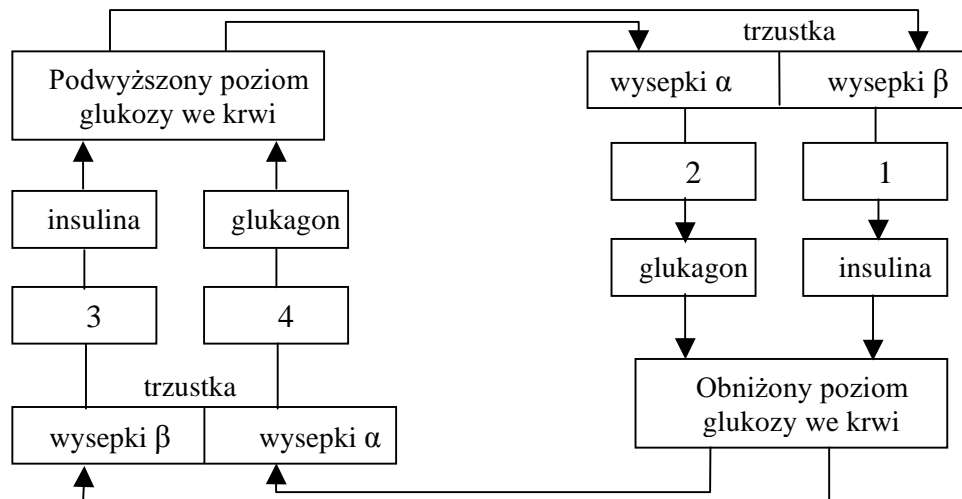 trzustka
Podwyższony poziom
glukozy we krwi
wysepki α
wysepki β
2
1
insulina
glukagon
glukagon
insulina
3
4
trzustka
Obniżony poziom
glukozy we krwi
wysepki β
wysepki α